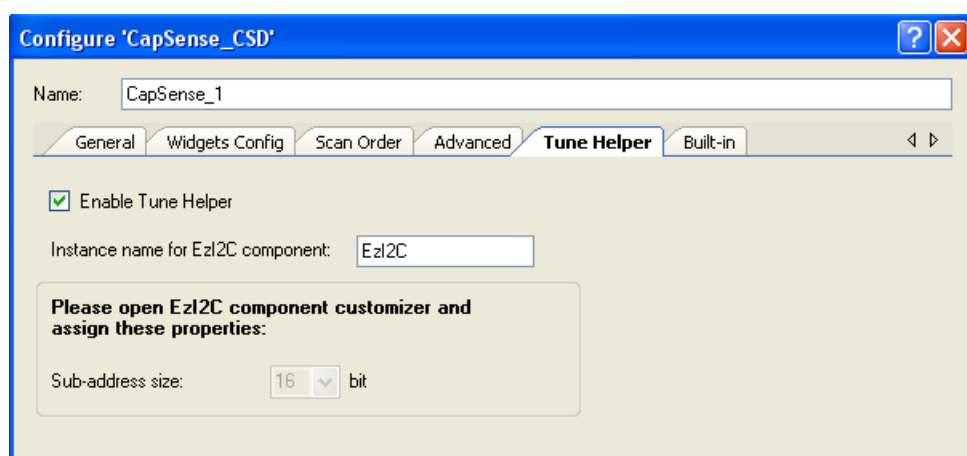 Configure 'CapSense_CSD'
Name: CapSense_1
General Widgets Config Scan Order Advanced Tune Helper Built-in
Enable Tune Helper
Instance name for EzI2C component: EzI2C
Please open EzI2C component customizer and
assign these properties:
Sub-address size: 16 bit